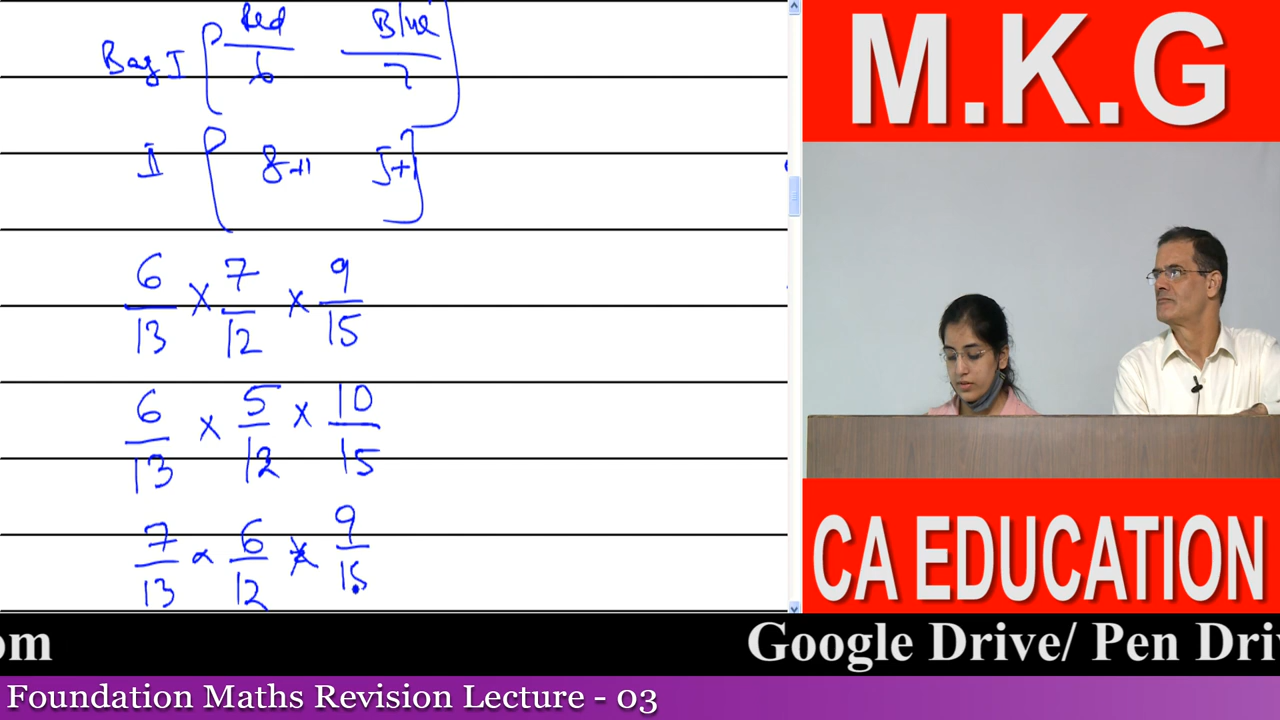 Red Blue
Bag I 6 7
II 8+1 5+1
6/13 × 7/12 × 9/15
6/13 × 5/12 × 10/15
7/13 × 6/12 × 9/15
M.K.G
CA EDUCATION
om Google Drive/ Pen Driv
Foundation Maths Revision Lecture - 03